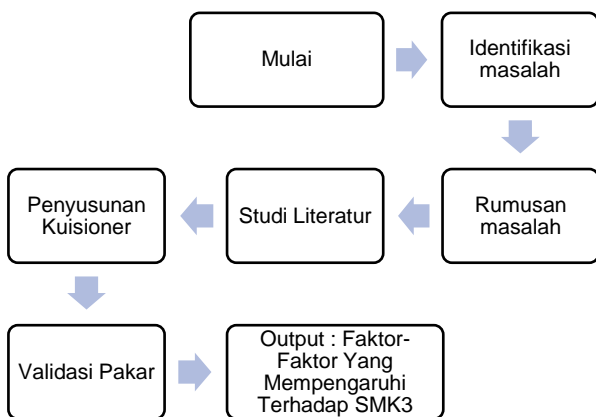 Mulai
Identifikasi
masalah
Rumusan
masalah
Studi Literatur
Penyusunan
Kuisioner
Validasi Pakar
Output : Faktor-
Faktor Yang
Mempengaruhi
Terhadap SMK3